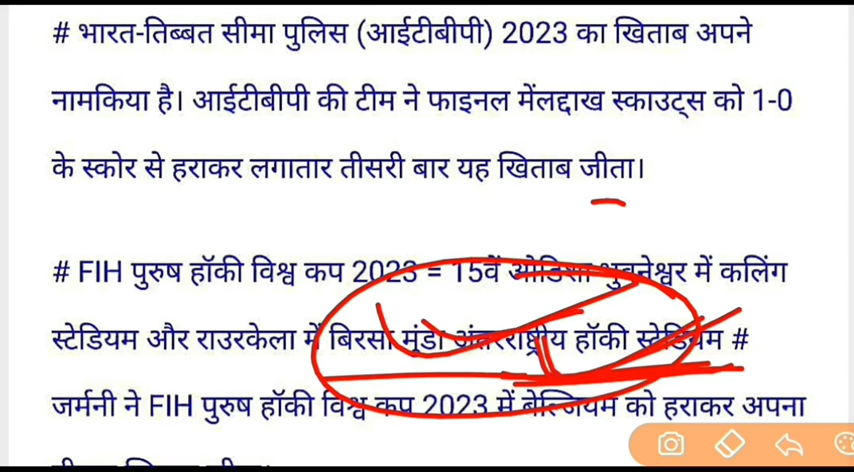 # भारत-तिब्बत सीमा पुलिस (आईटीबीपी) 2023 का खिताब अपने
नामकिया है। आईटीबीपी की टीम ने फाइनल मेंलद्दाख स्काउट्स को 1-0
के स्कोर से हराकर लगातार तीसरी बार यह खिताब जीता।
# FIH पुरुष हॉकी विश्व कप 2023 = 15वें ओडिशा भुवनेश्वर में कलिंग
स्टेडियम और राउरकेला में बिरसा मुंडा अंतरराष्ट्रीय हॉकी स्टेडियम #
जर्मनी ने FIH पुरुष हॉकी विश्व कप 2023 में बेल्जियम को हराकर अपना